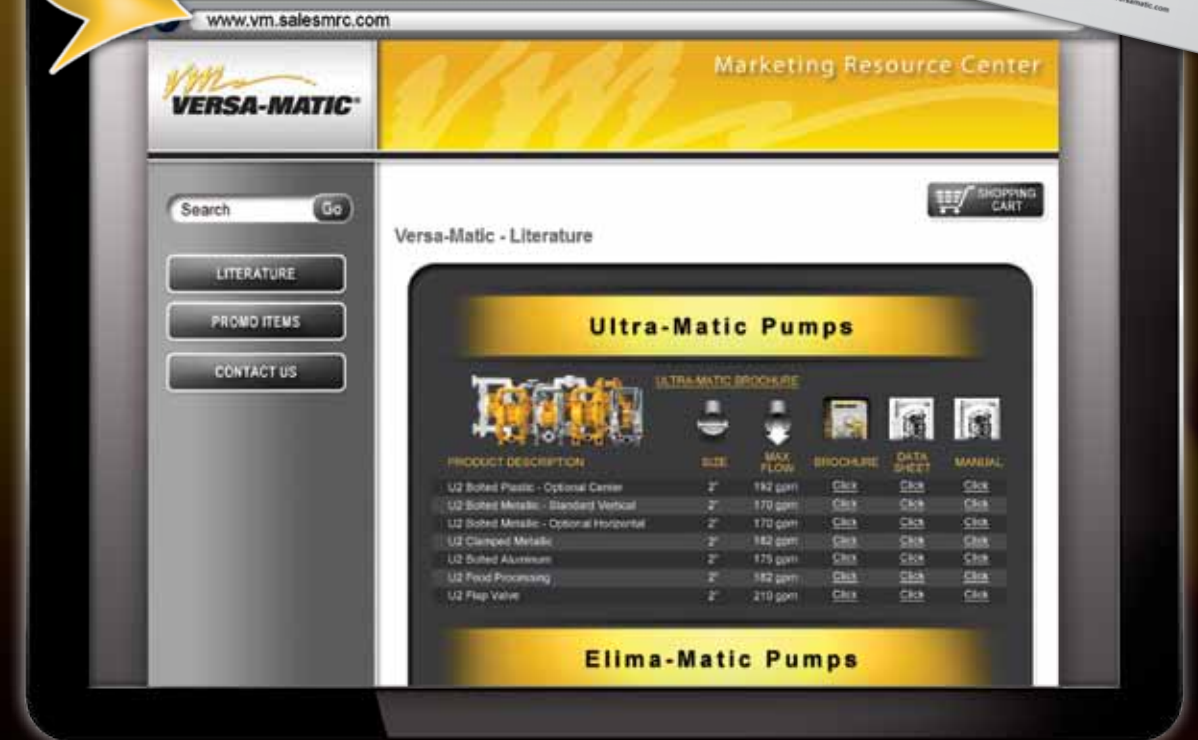 www.vm.salesmrc.com
VM
VERSA-MATIC®
Marketing Resource Center
Search Go
SHOPPING
CART
LITERATURE
PROMO ITEMS
CONTACT US
Versa-Matic - Literature
Ultra-Matic Pumps
ULTRA-MATIC BROCHURE
PRODUCT DESCRIPTION SIZE MAX FLOW BROCHURE DATA SHEET MANUAL
U2 Bolted Plastic - Optional Center 2" 192 gpm Click Click Click
U2 Bolted Metallic - Standard Vertical 2" 170 gpm Click Click Click
U2 Bolted Metallic - Optional Horizontal 2" 170 gpm Click Click Click
U2 Clamped Metallic 2" 182 gpm Click Click Click
U2 Bolted Aluminum 2" 175 gpm Click Click Click
U2 Food Processing 2" 182 gpm Click Click Click
U2 Flap Valve 2" 210 gpm Click Click Click
Elima-Matic Pumps